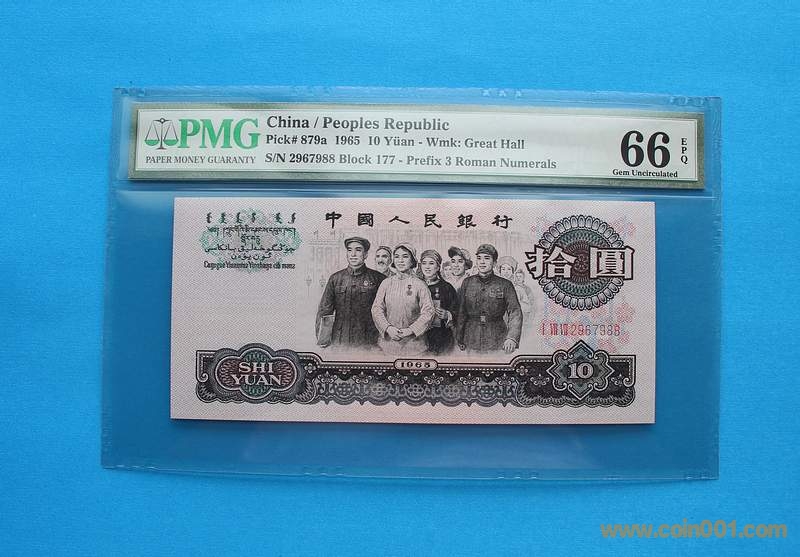 PMG
PAPER MONEY GUARANTY
China / Peoples Republic
Pick# 879a 1965 10 Yüan - Wmk: Great Hall
S/N 2967988 Block 177 - Prefix 3 Roman Numerals
66 EPQ
Gem Uncirculated
中國人民銀行
拾圓
I VIII VII 2967988
1965
SHI
YUAN
10
www.coin001.com